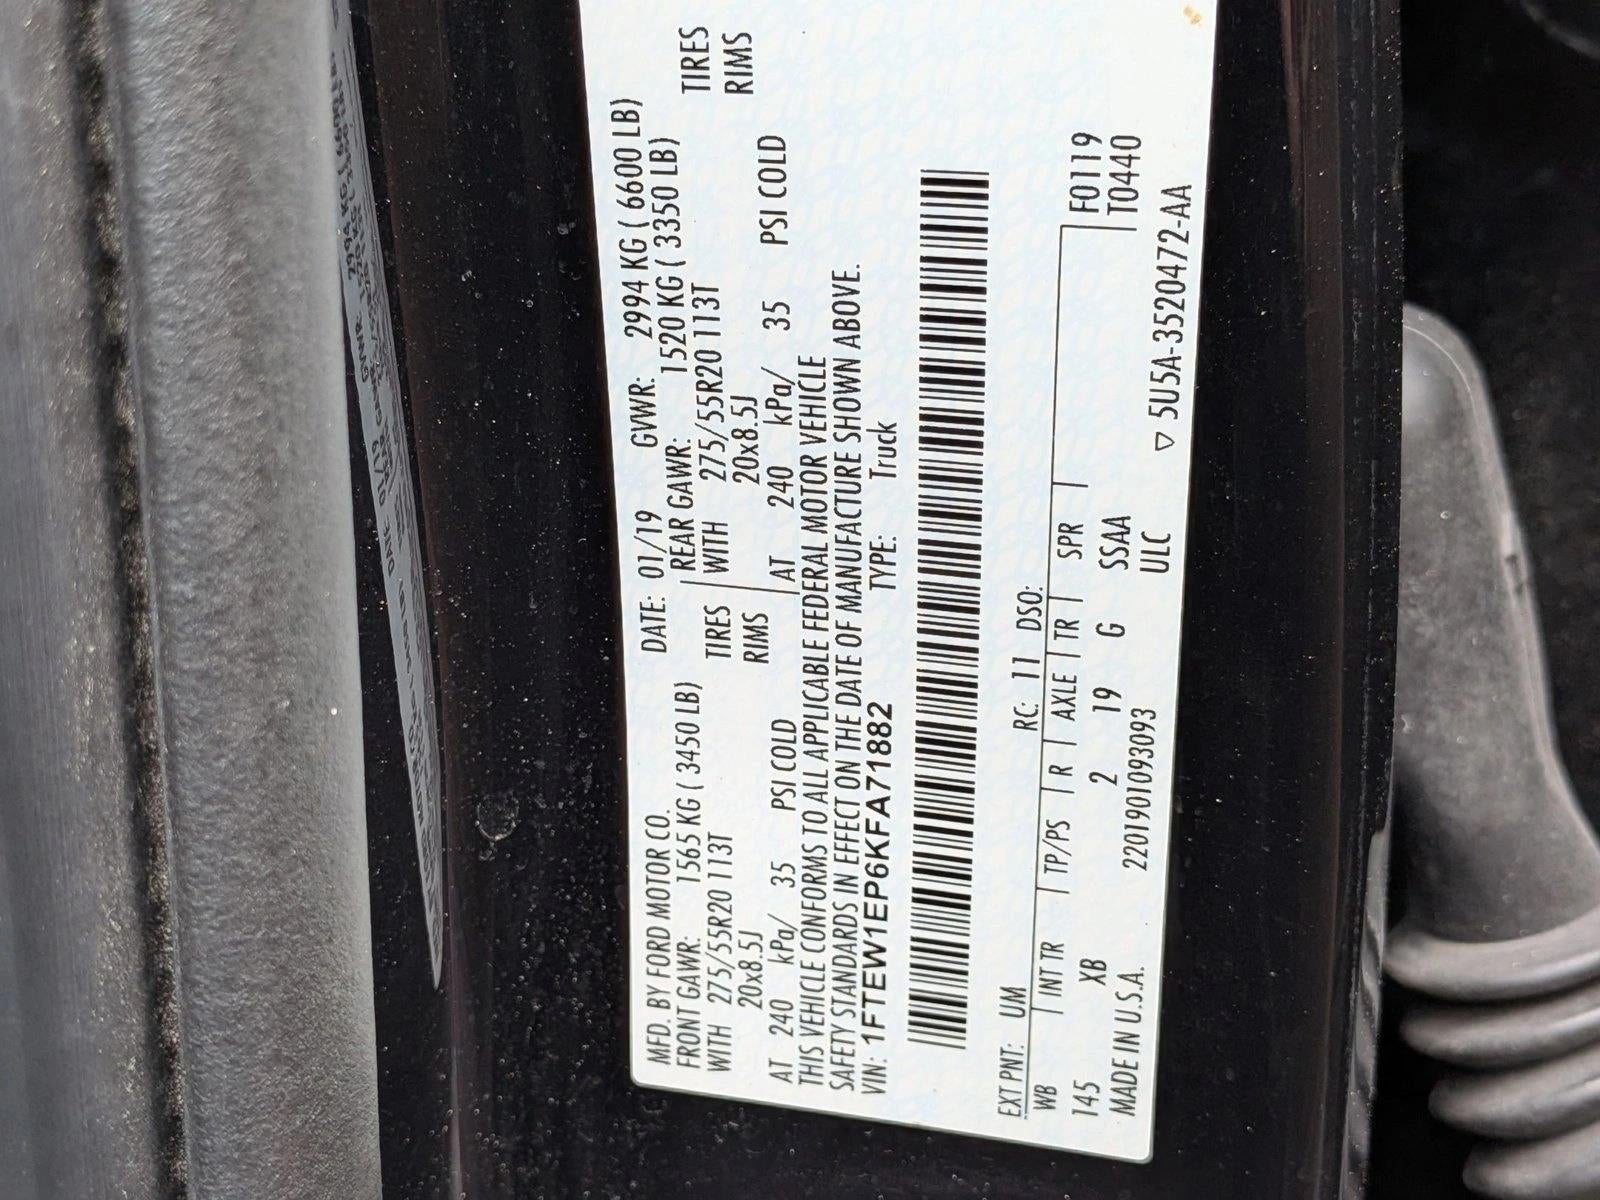 MFD. BY FORD MOTOR CO. DATE: 01/19 GVWR: 2994 KG ( 6600 LB)
FRONT GAWR: 1565 KG ( 3450 LB) REAR GAWR: 1520 KG ( 3350 LB)
WITH 275/55R20 113T TIRES WITH 275/55R20 113T TIRES
20x8.5J RIMS 20x8.5J RIMS
AT 240 kPa/ 35 PSI COLD AT 240 kPa/ 35 PSI COLD
THIS VEHICLE CONFORMS TO ALL APPLICABLE FEDERAL MOTOR VEHICLE
SAFETY STANDARDS IN EFFECT ON THE DATE OF MANUFACTURE SHOWN ABOVE.
VIN: 1FTEW1EP6KFA71882 TYPE: Truck
EXT PNT: UM RC: 11 DSO:
WB INT TR TP/PS R AXLE TR SPR F0119
145 XB 2 19 G SSAA T0440
MADE IN U.S.A. 2201901093093 ULC
▽ 5U5A-3520472-AA